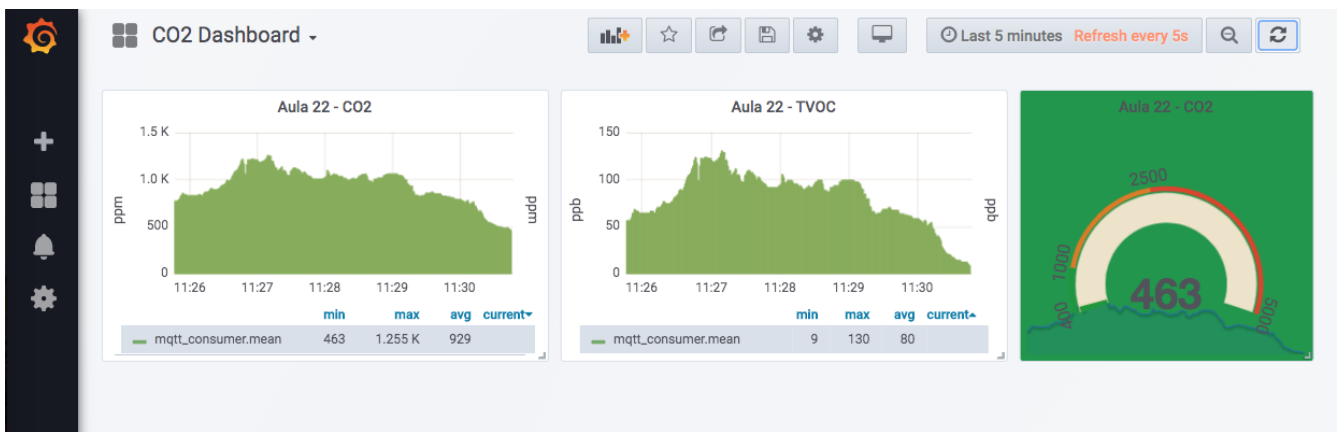 CO2 Dashboard
Last 5 minutes Refresh every 5s
Aula 22 - CO2
1.5 K
1.0 K
500
0
ppm
ppm
11:26 11:27 11:28 11:29 11:30
min max avg current
mqtt_consumer.mean 463 1.255 K 929
Aula 22 - TVOC
150
100
50
0
ppb
ppb
11:26 11:27 11:28 11:29 11:30
min max avg current
mqtt_consumer.mean 9 130 80
Aula 22 - CO2
2500
1000
400
5000
463